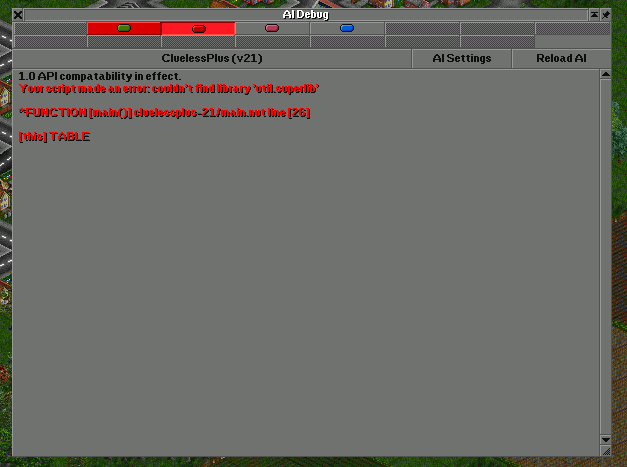 AI Debug
CluelessPlus (v21)
AI Settings
Reload AI
1.0 API compatability in effect.
Your script made an error: couldn't find library 'util.superlib'
*FUNCTION [main()] cluelessplus-21/main.nut line [26]
[this] TABLE